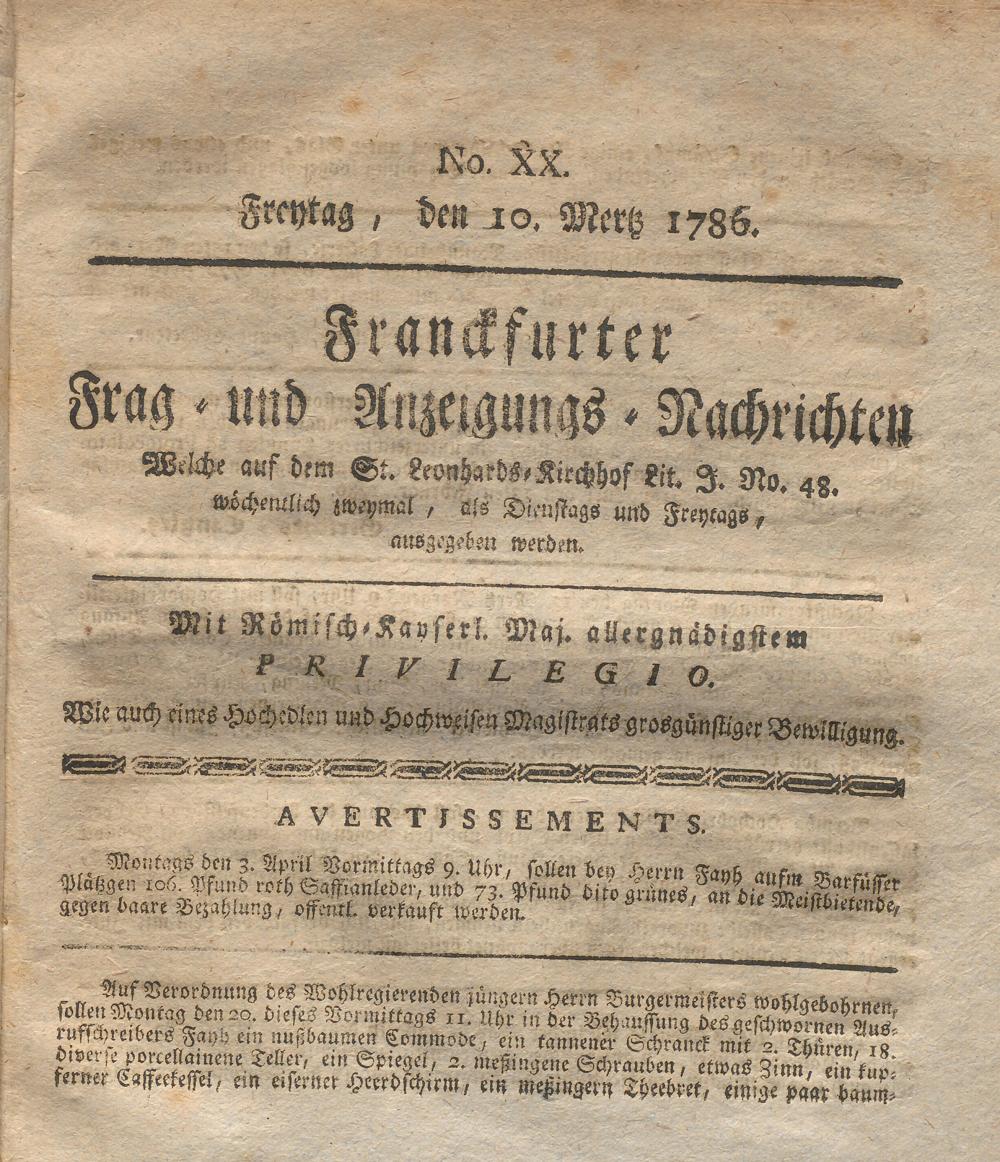 No. XX.
Freytag, den 10. Mertz 1786.
Franckfurter
Frag- und Anzeigungs-Nachrichten
Welche auf dem St. Leonhards-Kirchhof Lit. J. No. 48.
wöchentlich zweymal, als Dienstags und Freytags,
ausgegeben werden.
Mit Römisch-Kayserl. Maj. allergnädigstem
PRIVILEGIO.
Wie auch eines Hochedlen und Hochweisen Magistrats grosgünstiger Bewilligung.
AVERTISSEMENTS.
Montags den 3. April Vormittags 9. Uhr, sollen bey Herrn Fayh aufm Barfüsser
Plätzgen 106. Pfund roth Saffianleder, und 73. Pfund dito grünes, an die Meistbietende,
gegen baare Bezahlung, offentl. verkauft werden.
Auf Verordnung des Wohlregierenden jüngern Herrn Burgermeisters wohlgebohrnen,
sollen Montag den 20. dieses Vormittags 11. Uhr in der Behaussung des geschwornen Aus-
rufschreibers Fayh ein nußbaumen Commode, ein tannener Schranck mit 2. Thüren, 18.
diverse porcellainene Teller, ein Spiegel, 2. meßingene Schrauben, etwas Zinn, ein kup-
ferner Caffeekessel, ein eiserner Heerdschirm, ein meßingern Theebret, einige paar baum-